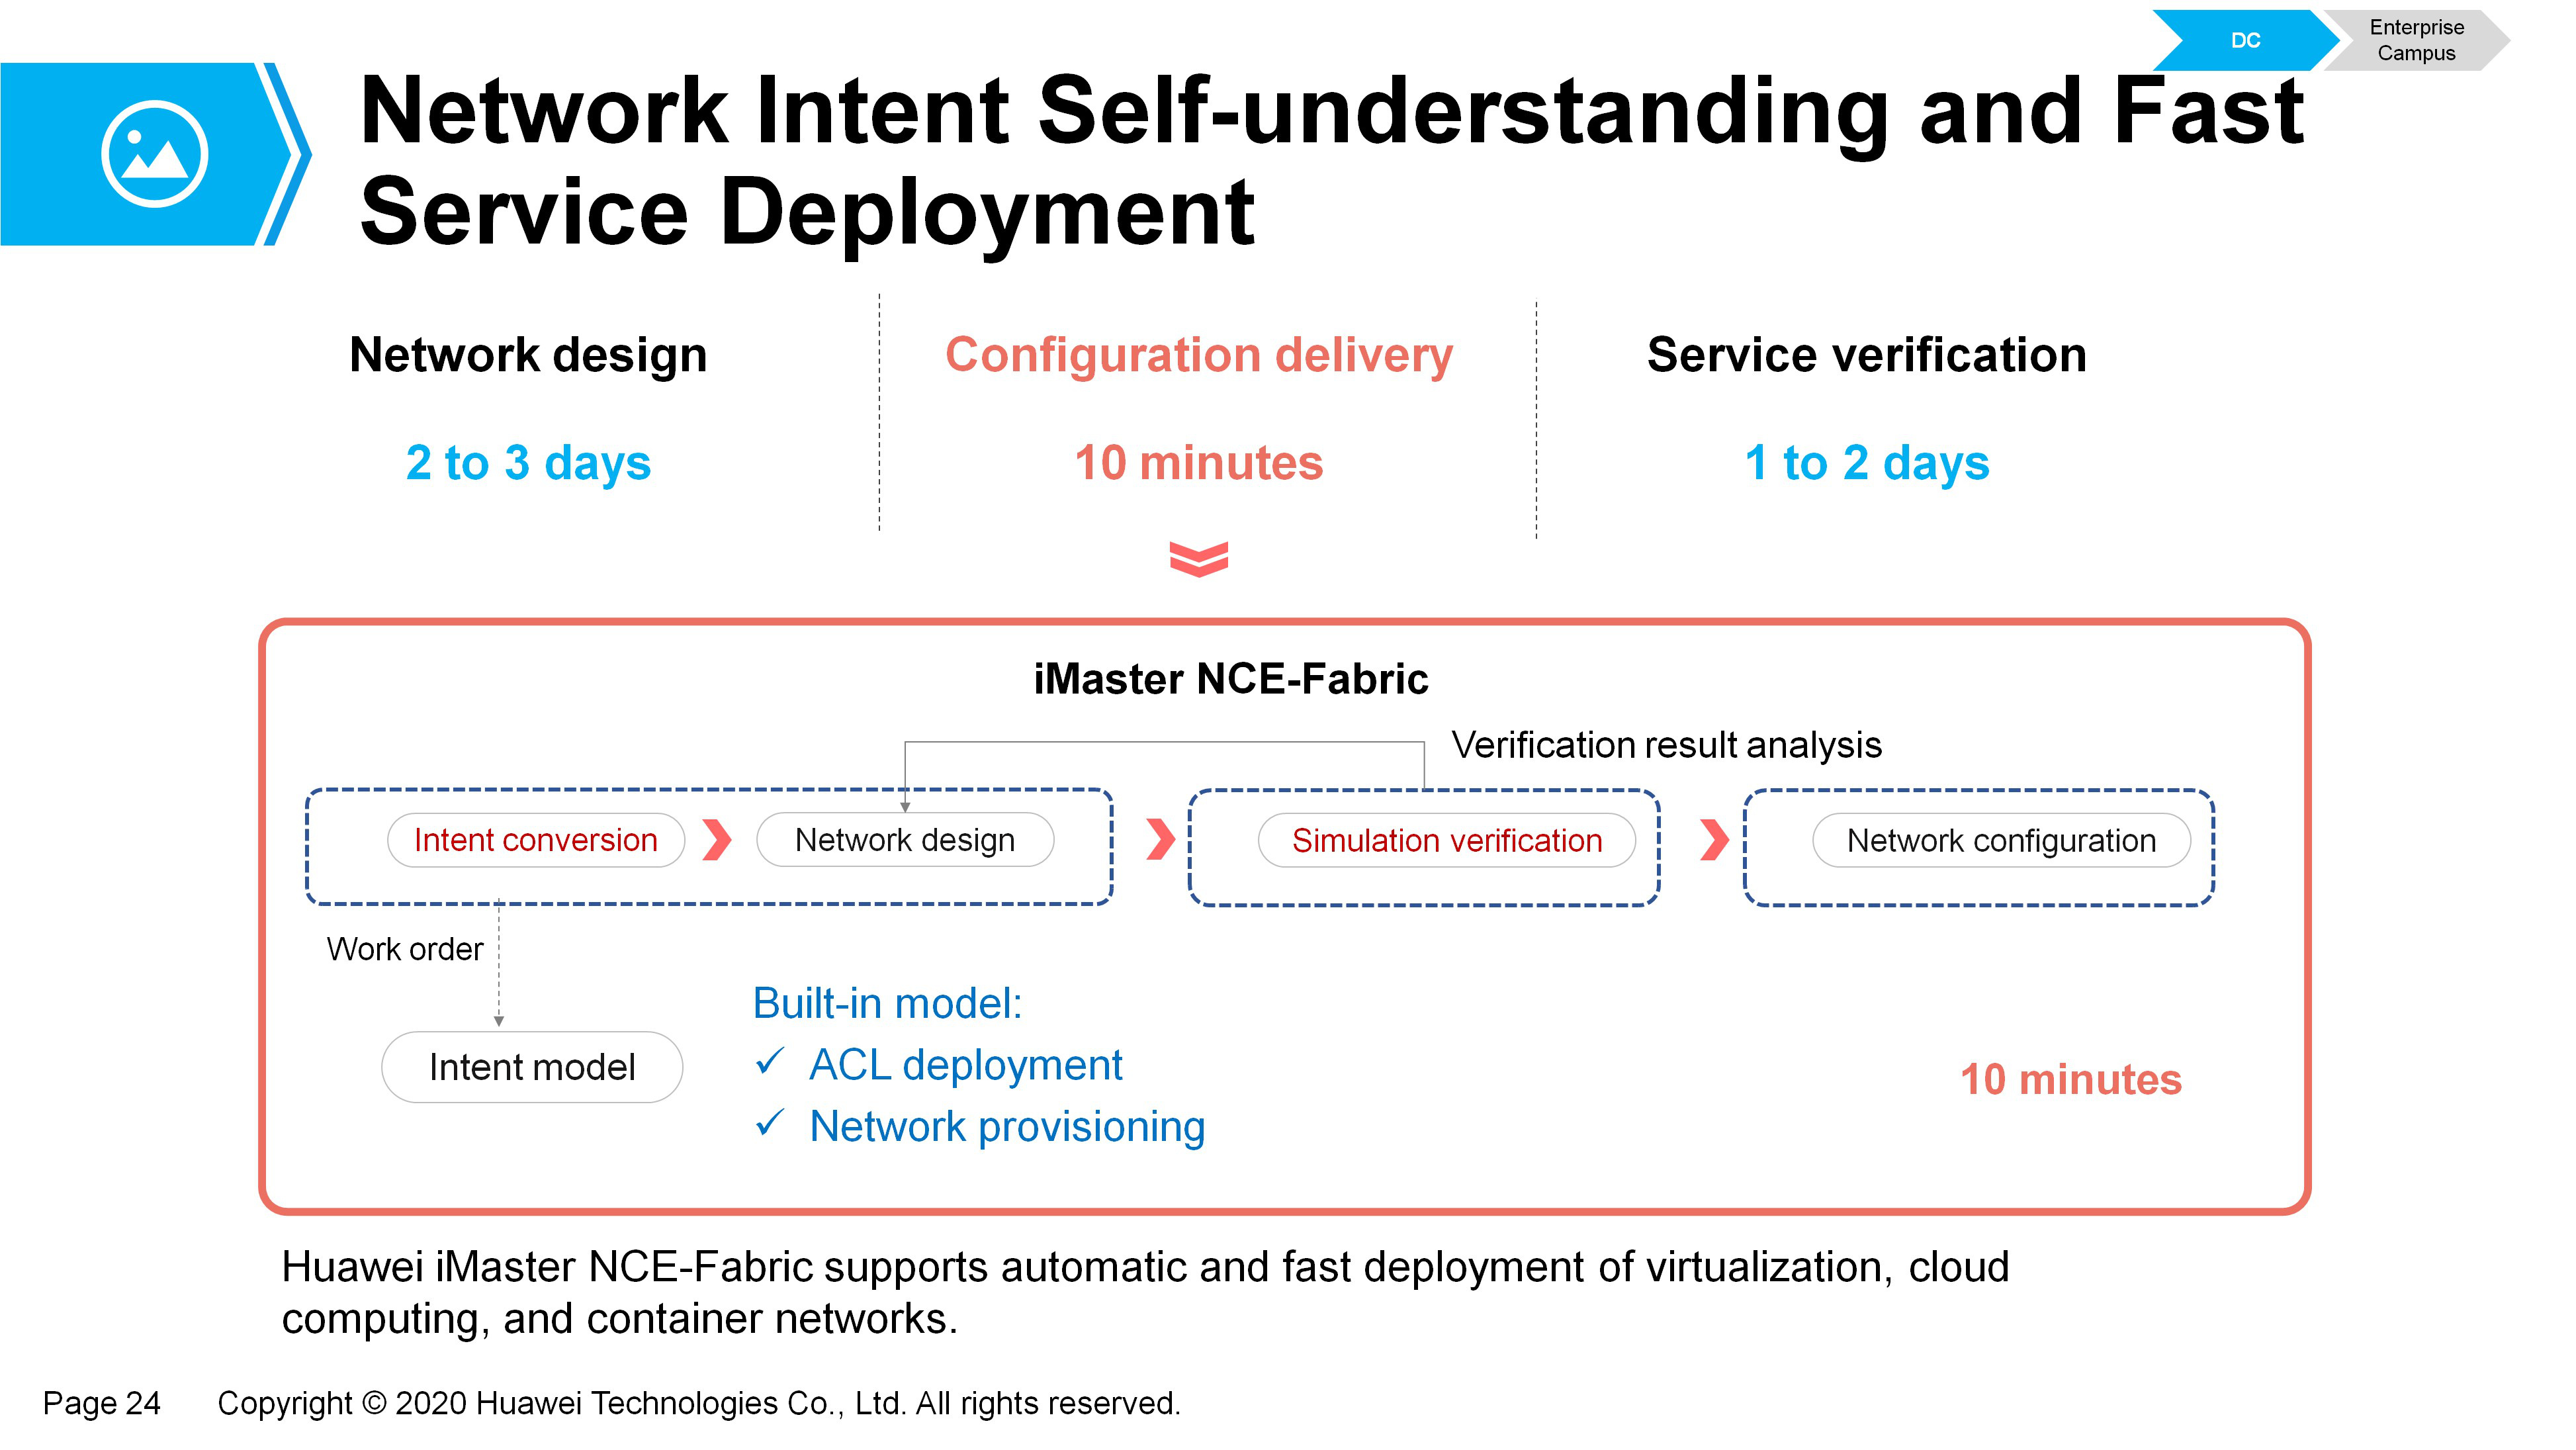 DC
Enterprise
Campus
Network Intent Self-understanding and Fast
Service Deployment
Network design
Configuration delivery
Service verification
2 to 3 days
10 minutes
1 to 2 days
iMaster NCE-Fabric
Verification result analysis
Intent conversion
Network design
Simulation verification
Network configuration
Work order
Intent model
Built-in model:
✓ ACL deployment
✓ Network provisioning
10 minutes
Huawei iMaster NCE-Fabric supports automatic and fast deployment of virtualization, cloud
computing, and container networks.
Page 24 Copyright © 2020 Huawei Technologies Co., Ltd. All rights reserved.